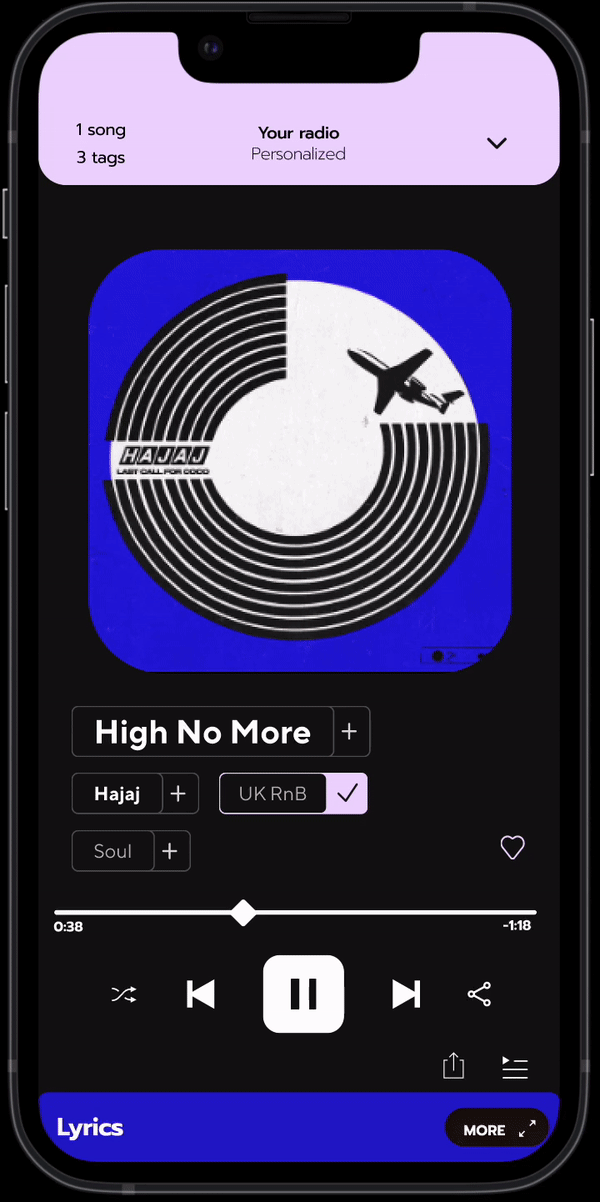 1 song
3 tags
Your radio
Personalized
HAJAJ
LAST CALL FOR COCO
High No More
Hajaj
UK RnB
Soul
0:38
-1:18
Lyrics
MORE